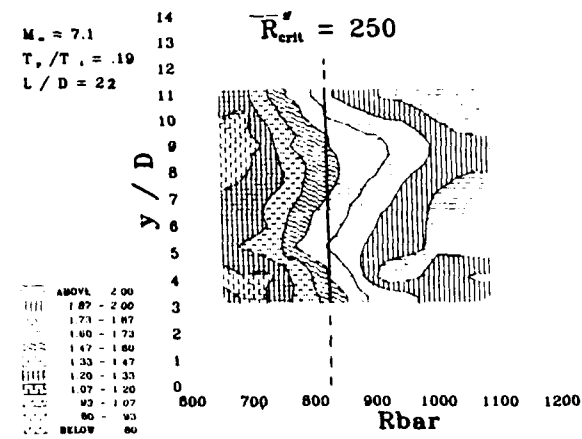 M∞ = 7.1
T_w /T_t = .19
L / D = 22
R̄*crit = 250
14
13
12
11
10
9
8
7
6
5
4
3
2
1
0
y / D
ABOVE 2.00
1.87 - 2.00
1.73 - 1.87
1.60 - 1.73
1.47 - 1.60
1.33 - 1.47
1.20 - 1.33
1.07 - 1.20
.93 - 1.07
.80 - .93
BELOW .80
600 700 800 900 1000 1100 1200
Rbar